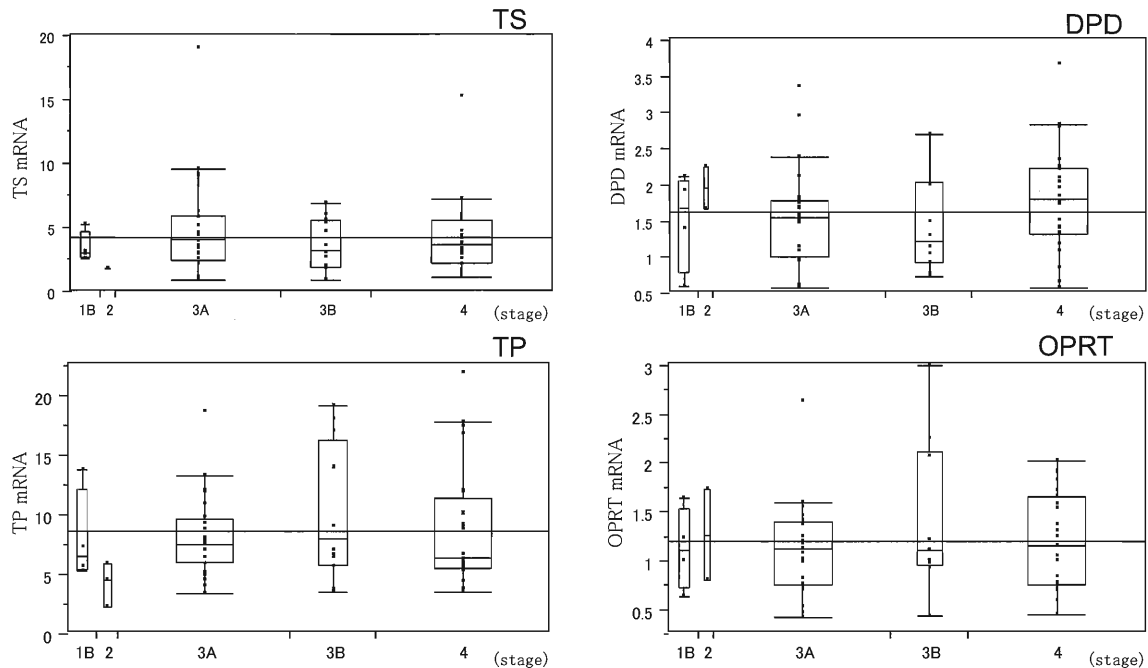 TS
20
15
10
5
0
TS mRNA
1B 2 3A 3B 4 (stage)
DPD
4
3.5
3
2.5
2
1.5
1
0.5
DPD mRNA
1B 2 3A 3B 4 (stage)
TP
20
15
10
5
0
TP mRNA
1B 2 3A 3B 4 (stage)
OPRT
3
2.5
2
1.5
1
0.5
OPRT mRNA
1B 2 3A 3B 4 (stage)